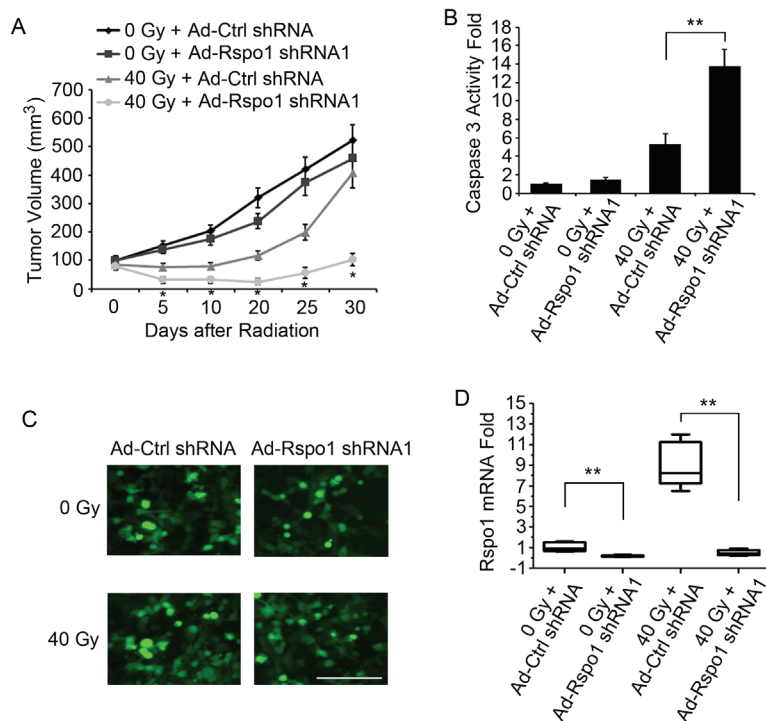 A
0 Gy + Ad-Ctrl shRNA
0 Gy + Ad-Rspo1 shRNA1
40 Gy + Ad-Ctrl shRNA
40 Gy + Ad-Rspo1 shRNA1
Tumor Volume (mm³)
700
600
500
400
300
200
100
0
* * * * *
0 5 10 20 25 30
Days after Radiation
B
Caspase 3 Activity Fold
18
16
14
12
10
8
6
4
2
0
**
0 Gy +
Ad-Ctrl shRNA
0 Gy +
Ad-Rspo1 shRNA1
40 Gy +
Ad-Ctrl shRNA
40 Gy +
Ad-Rspo1 shRNA1
C
Ad-Ctrl shRNA Ad-Rspo1 shRNA1
0 Gy
40 Gy
D
Rspo1 mRNA Fold
15
13
11
9
7
5
3
1
-1
**
**
0 Gy +
Ad-Ctrl shRNA
0 Gy +
Ad-Rspo1 shRNA1
40 Gy +
Ad-Ctrl shRNA
40 Gy +
Ad-Rspo1 shRNA1